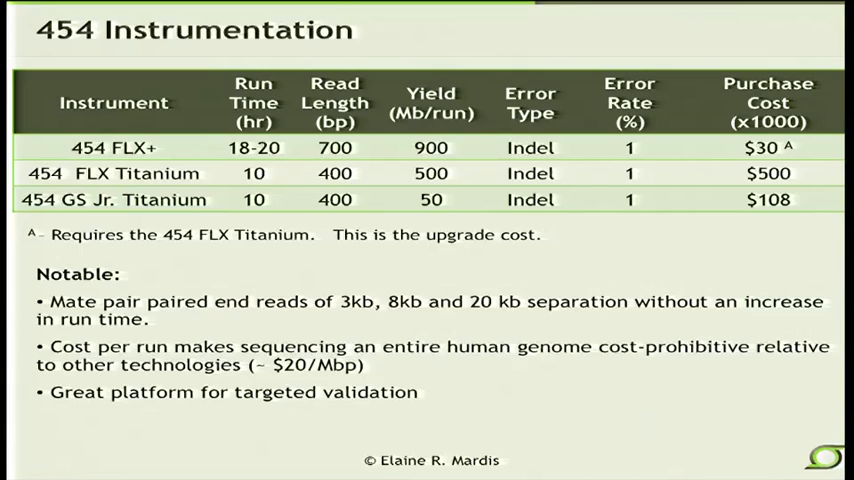 454 Instrumentation
Instrument Run Time (hr) Read Length (bp) Yield (Mb/run) Error Type Error Rate (%) Purchase Cost (x1000)
454 FLX+ 18-20 700 900 Indel 1 $30 A
454 FLX Titanium 10 400 500 Indel 1 $500
454 GS Jr. Titanium 10 400 50 Indel 1 $108
A – Requires the 454 FLX Titanium. This is the upgrade cost.
Notable:
• Mate pair paired end reads of 3kb, 8kb and 20 kb separation without an increase
in run time.
• Cost per run makes sequencing an entire human genome cost-prohibitive relative
to other technologies (~ $20/Mbp)
• Great platform for targeted validation
© Elaine R. Mardis